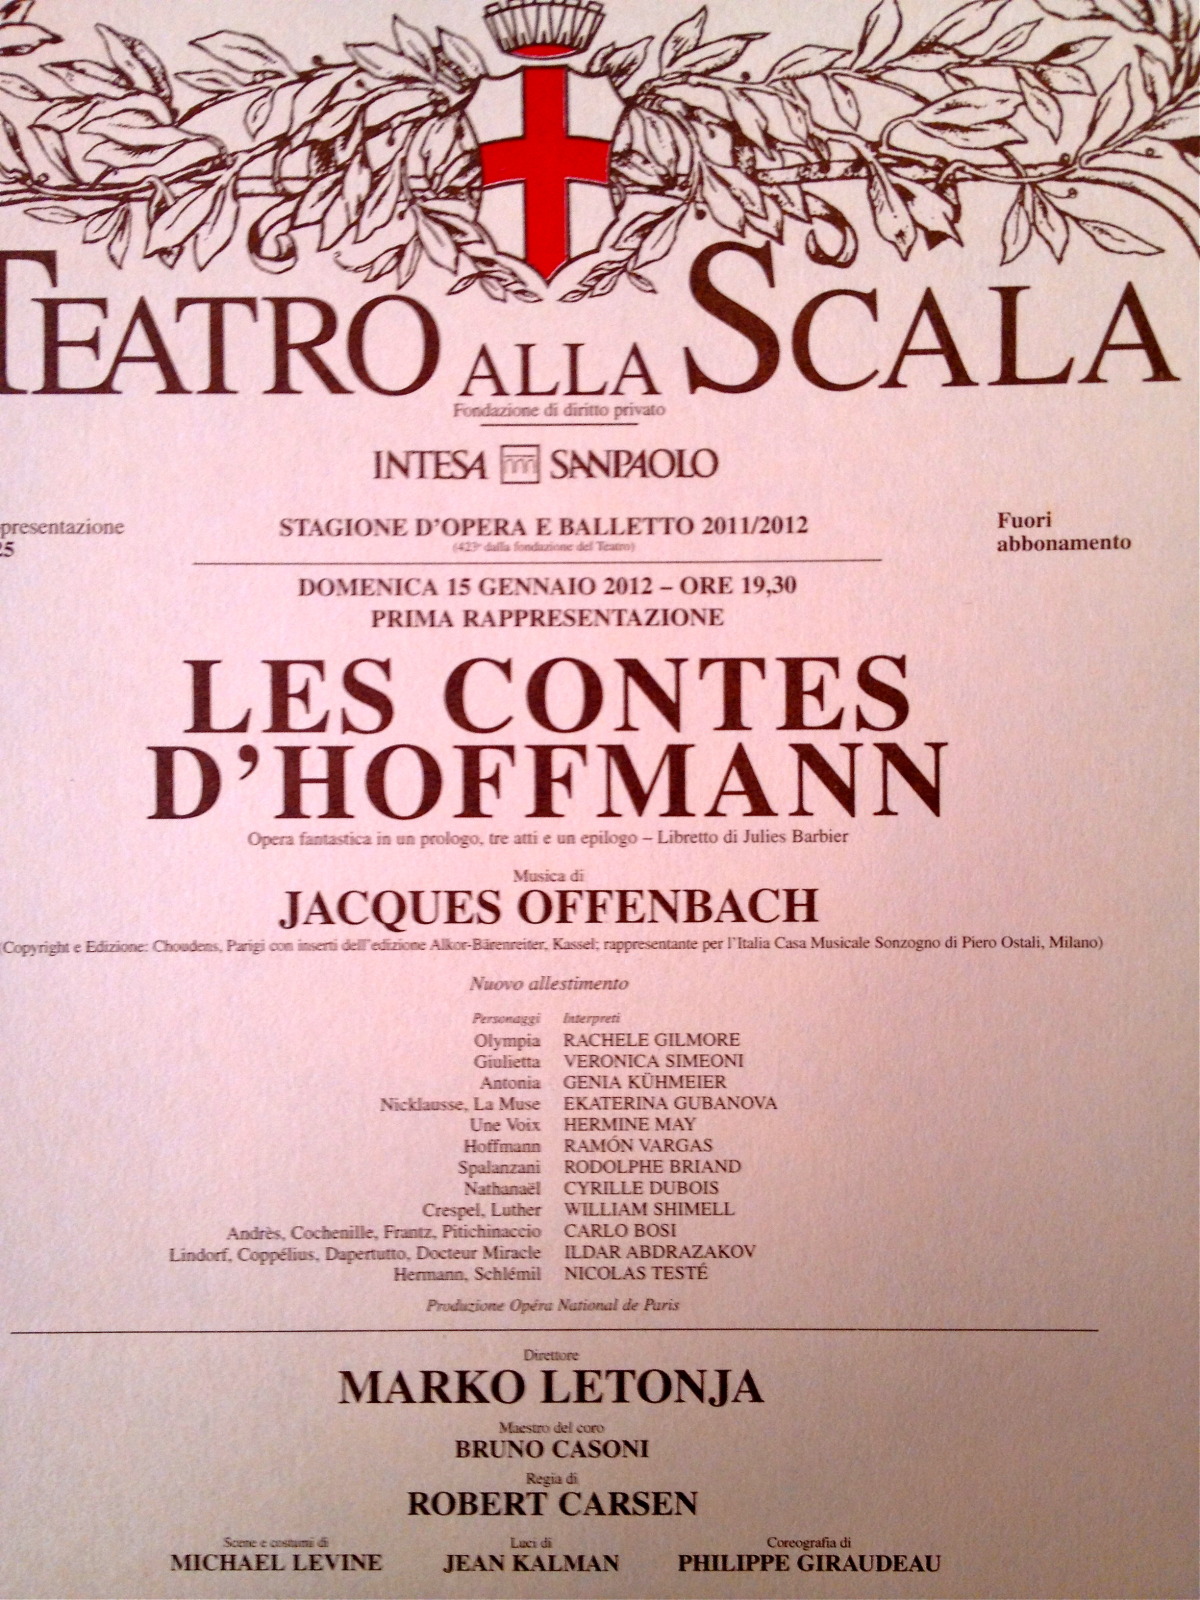 TEATRO ALLA SCALA
Fondazione di diritto privato
INTESA SANPAOLO
presentazione
25
STAGIONE D'OPERA E BALLETTO 2011/2012
(423ª dalla fondazione del Teatro)
Fuori
abbonamento
DOMENICA 15 GENNAIO 2012 – ORE 19,30
PRIMA RAPPRESENTAZIONE
LES CONTES
D'HOFFMANN
Opera fantastica in un prologo, tre atti e un epilogo – Libretto di Julies Barbier
Musica di
JACQUES OFFENBACH
(Copyright e Edizione: Choudens, Parigi con inserti dell'edizione Alkor-Bärenreiter, Kassel; rappresentante per l'Italia Casa Musicale Sonzogno di Piero Ostali, Milano)
Nuovo allestimento
Personaggi Interpreti
Olympia RACHELE GILMORE
Giulietta VERONICA SIMEONI
Antonia GENIA KÜHMEIER
Nicklausse, La Muse EKATERINA GUBANOVA
Une Voix HERMINE MAY
Hoffmann RAMÓN VARGAS
Spalanzani RODOLPHE BRIAND
Nathanaël CYRILLE DUBOIS
Crespel, Luther WILLIAM SHIMELL
Andrès, Cochenille, Frantz, Pitichinaccio CARLO BOSI
Lindorf, Coppélius, Dapertutto, Docteur Miracle ILDAR ABDRAZAKOV
Hermann, Schlémil NICOLAS TESTÉ
Produzione Opéra National de Paris
Direttore
MARKO LETONJA
Maestro del coro
BRUNO CASONI
Regia di
ROBERT CARSEN
Scene e costumi di Luci di Coreografia di
MICHAEL LEVINE JEAN KALMAN PHILIPPE GIRAUDEAU